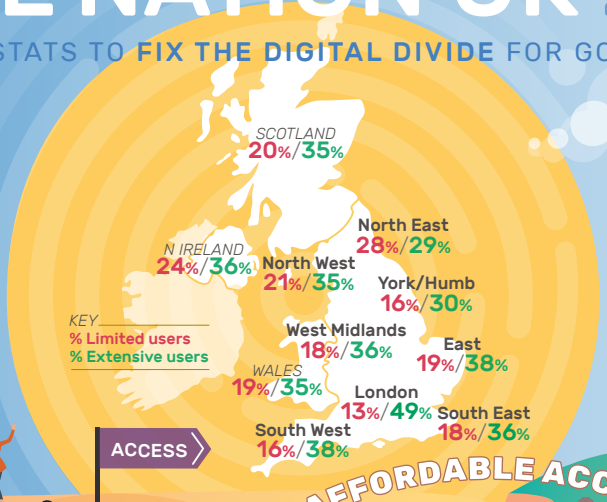 E NATION UK
STATS TO FIX THE DIGITAL DIVIDE FOR GO
SCOTLAND
20%/35%
North East
28%/29%
N IRELAND
24%/36%
North West
21%/35%
York/Humb
16%/30%
KEY
% Limited users
% Extensive users
West Midlands
18%/36%
East
19%/38%
WALES
19%/35%
London
13%/49%
South East
18%/36%
South West
16%/38%
ACCESS
AFFORDABLE ACC